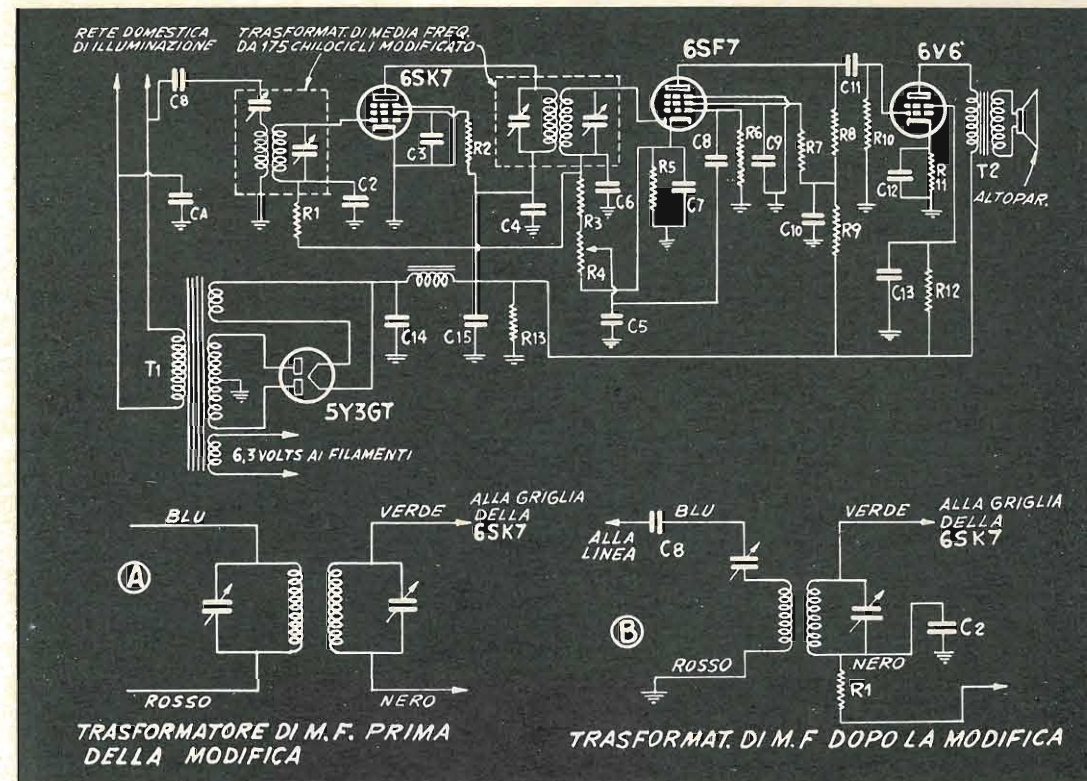 RETE DOMESTICA
DI ILLUMINAZIONE
TRASFORMAT. DI MEDIA FREQ.
DA 175 CHILOCICLI MODIFICATO
6SK7
6SF7
6V6
C8
C3
R2
C8
R6
C9
R7
R8
C11
R10
C12
R
11
T2
ALTOPAR.
CA
R1
C2
C4
R3
C6
R5
C7
C10
R9
R4
C13
R12
C14
C15
R13
C5
T1
5Y3GT
6,3 VOLTS AI FILAMENTI
BLU
VERDE
ALLA GRIGLIA
DELLA
6SK7
A
ROSSO
NERO
TRASFORMATORE DI M.F. PRIMA
DELLA MODIFICA
ALLA
LINEA
C8
BLU
VERDE
ALLA GRIGLIA
DELLA
6SK7
B
C2
ROSSO
NERO
R1
TRASFORMAT. DI M.F DOPO LA MODIFICA